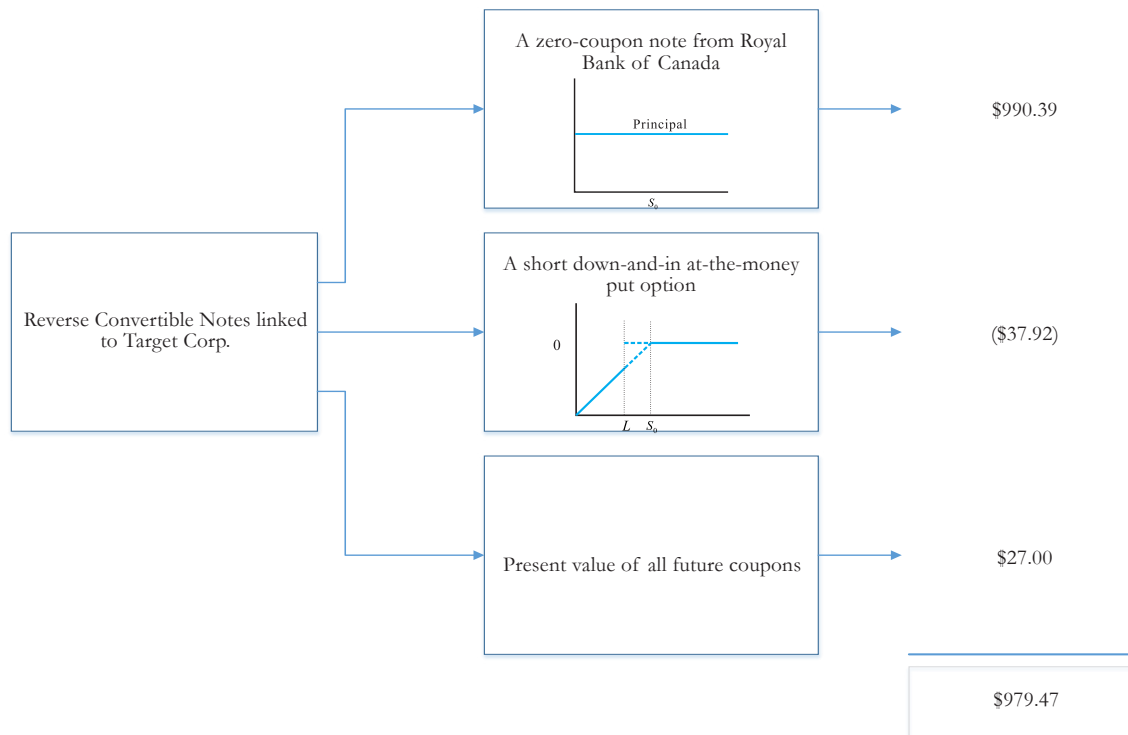 A zero-coupon note from Royal
Bank of Canada
Principal
S₀
$990.39
Reverse Convertible Notes linked
to Target Corp.
A short down-and-in at-the-money
put option
0
L S₀
($37.92)
Present value of all future coupons
$27.00
$979.47